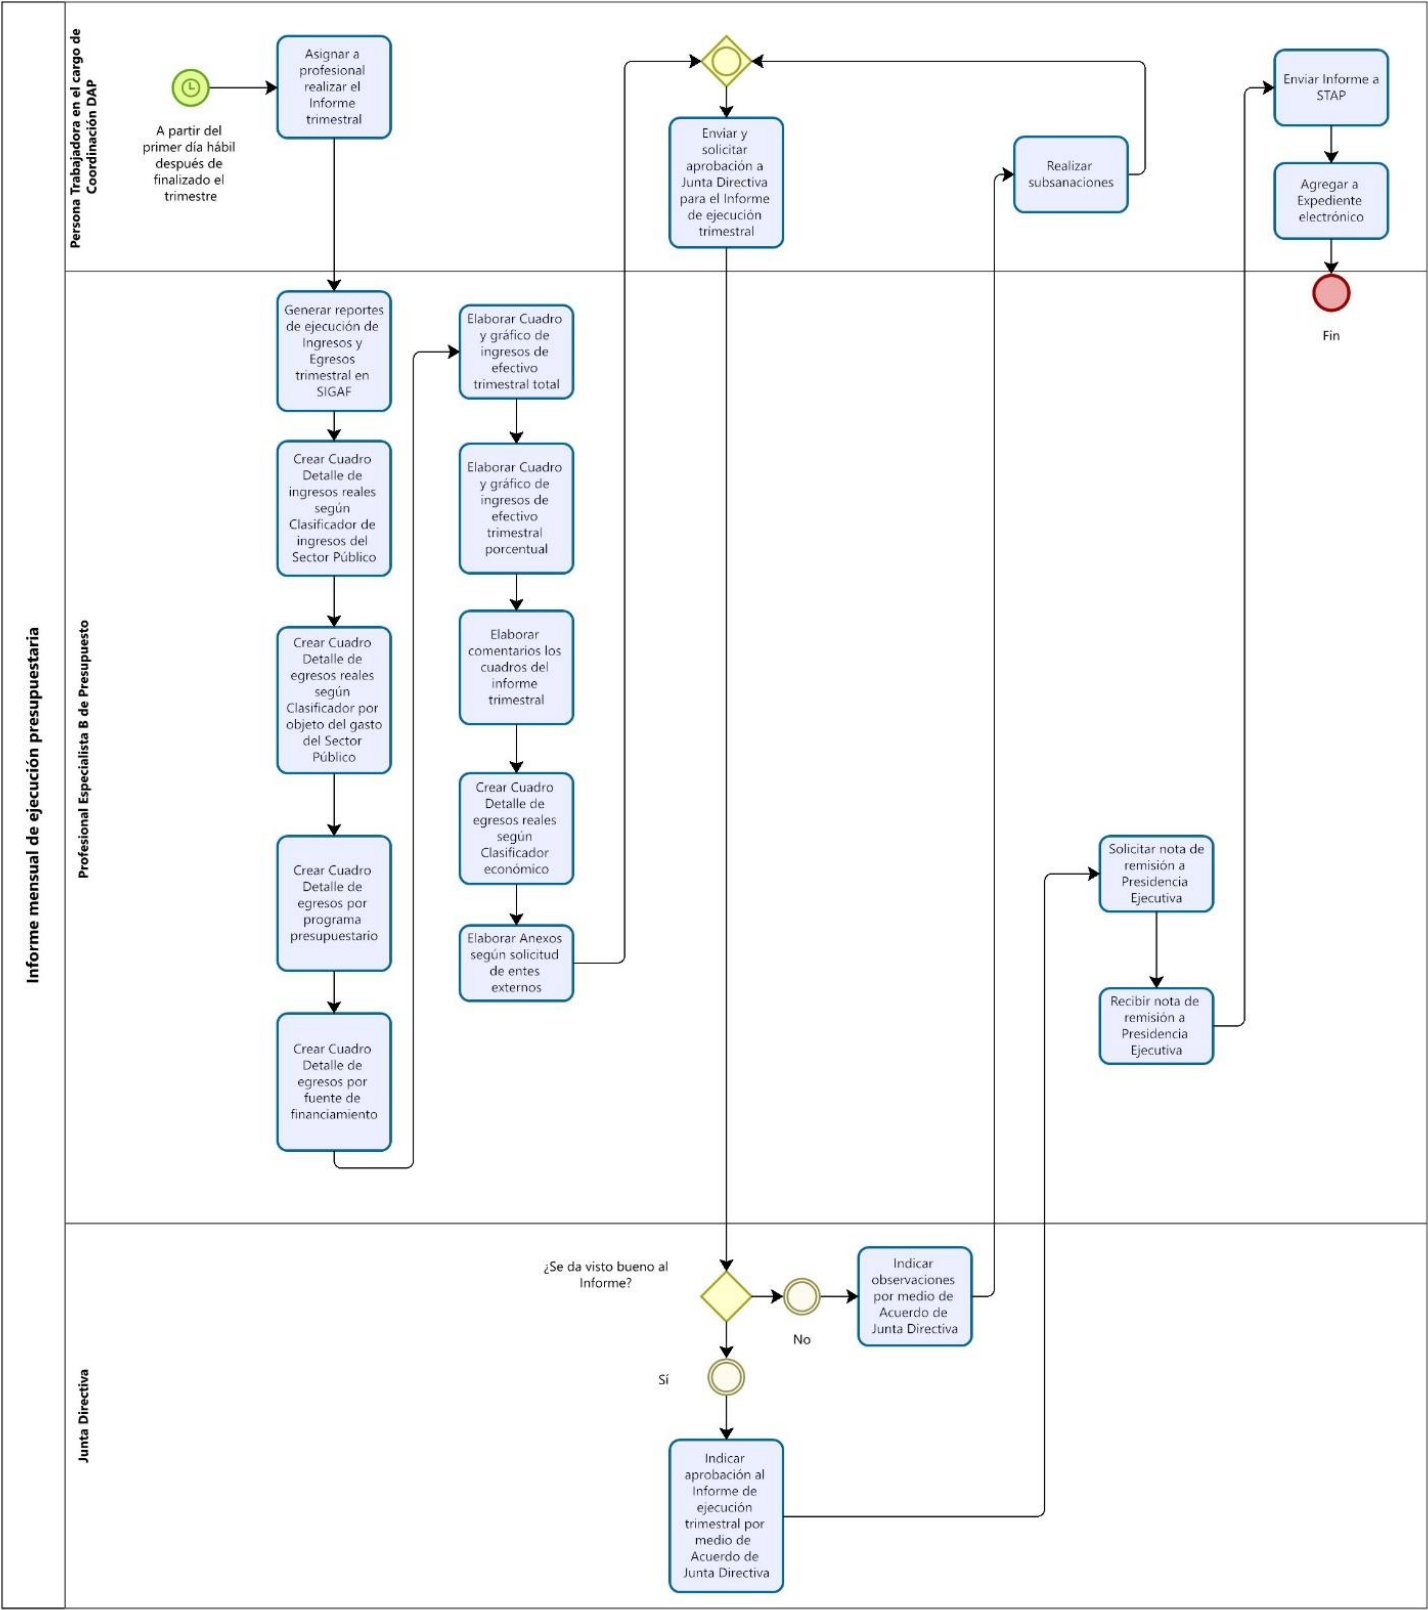 Informe mensual de ejecución presupuestaria
Persona Trabajadora en el cargo de
Coordinación DAP
A partir del
primer día hábil
después de
finalizado el
trimestre
Asignar a
profesional
realizar el
Informe
trimestral
Enviar y
solicitar
aprobación a
Junta Directiva
para el Informe
de ejecución
trimestral
Realizar
subsanaciones
Enviar Informe a
STAP
Agregar a
Expediente
electrónico
Fin
Profesional Especialista B de Presupuesto
Generar reportes
de ejecución de
Ingresos y
Egresos
trimestral en
SIGAF
Crear Cuadro
Detalle de
ingresos reales
según
Clasificador de
ingresos del
Sector Público
Crear Cuadro
Detalle de
egresos reales
según
Clasificador por
objeto del gasto
del Sector
Público
Crear Cuadro
Detalle de
egresos por
programa
presupuestario
Crear Cuadro
Detalle de
egresos por
fuente de
financiamiento
Elaborar Cuadro
y gráfico de
ingresos de
efectivo
trimestral total
Elaborar Cuadro
y gráfico de
ingresos de
efectivo
trimestral
porcentual
Elaborar
comentarios los
cuadros del
informe
trimestral
Crear Cuadro
Detalle de
egresos reales
según
Clasificador
económico
Elaborar Anexos
según solicitud
de entes
externos
Solicitar nota de
remisión a
Presidencia
Ejecutiva
Recibir nota de
remisión a
Presidencia
Ejecutiva
Junta Directiva
¿Se da visto bueno al
Informe?
No
Indicar
observaciones
por medio de
Acuerdo de
Junta Directiva
Sí
Indicar
aprobación al
Informe de
ejecución
trimestral por
medio de
Acuerdo de
Junta Directiva